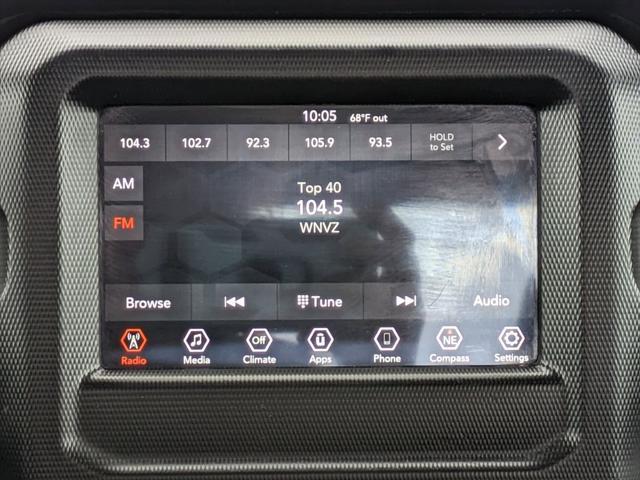 10:05 68°F out
104.3 102.7 92.3 105.9 93.5 HOLD to Set
AM
FM
Top 40
104.5
WNVZ
Browse Tune Audio
Radio Media Off Climate Apps Phone NE Compass Settings